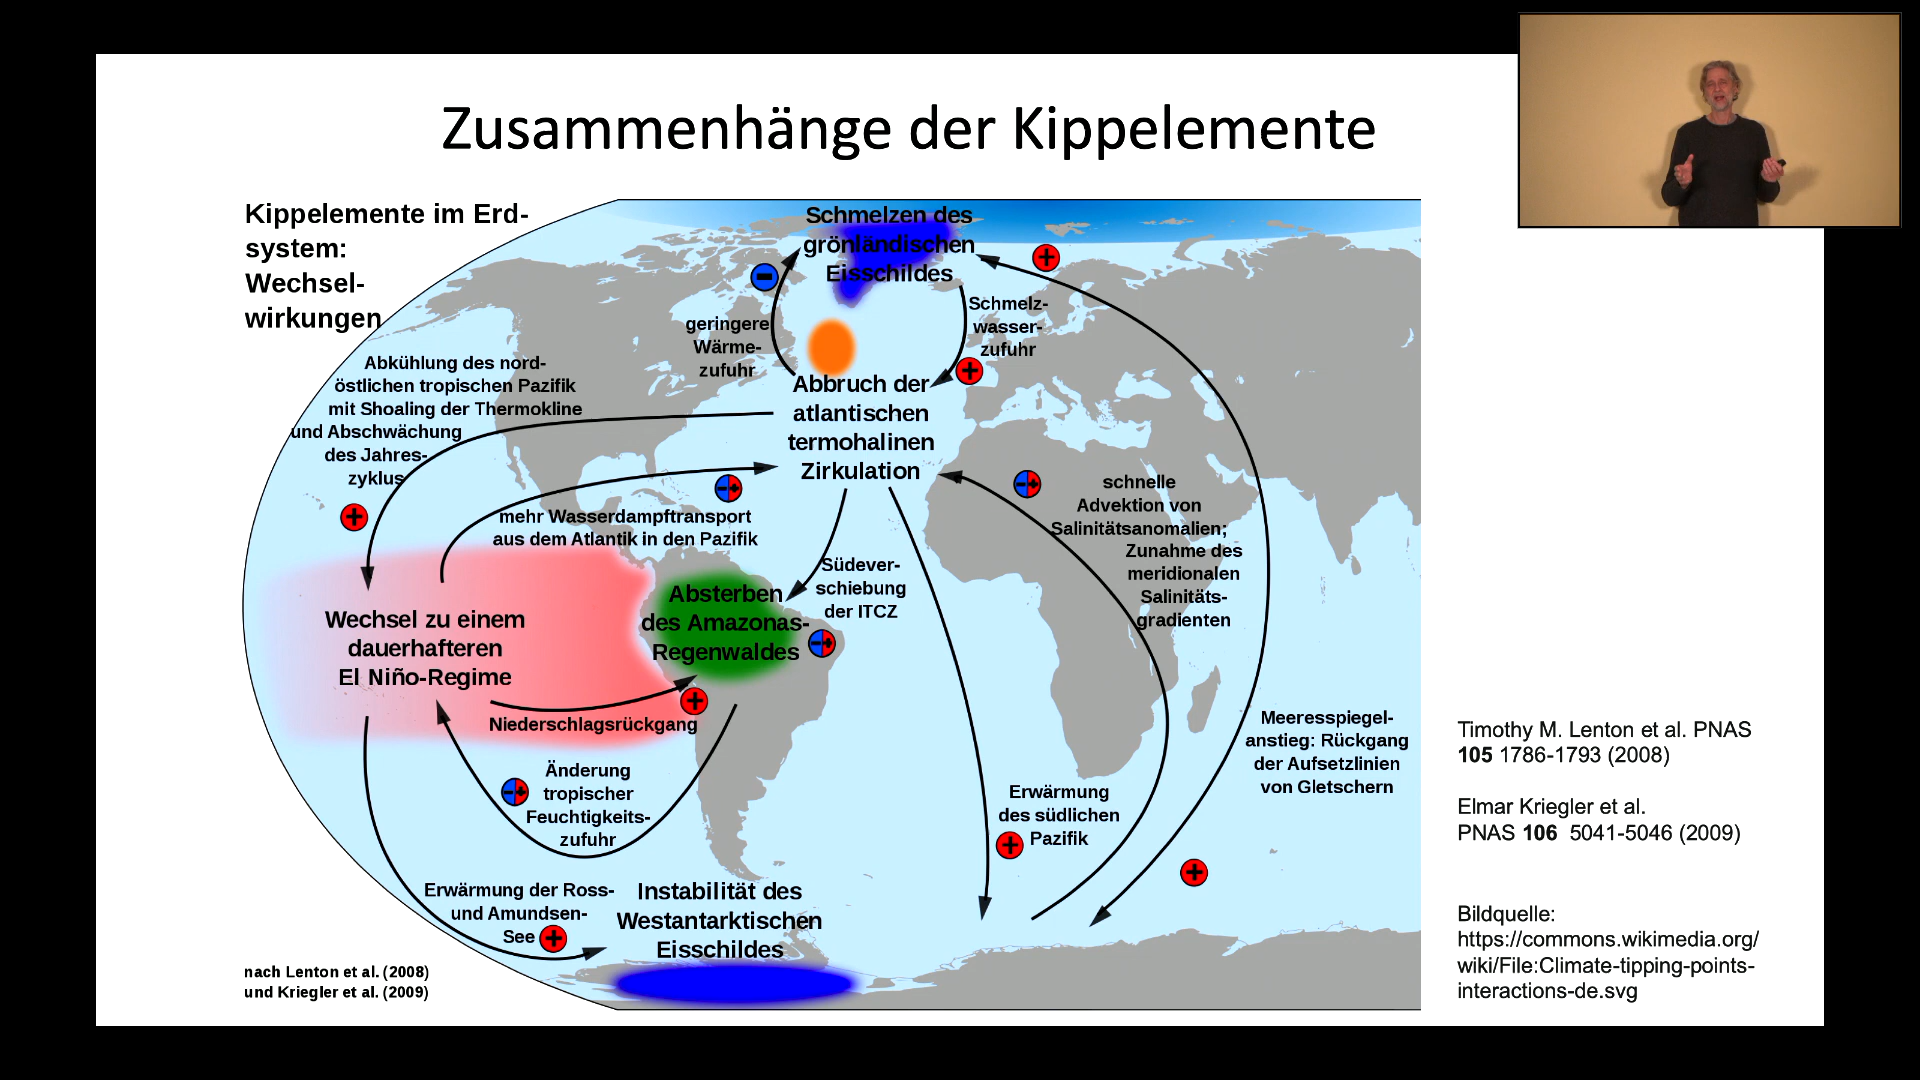 Zusammenhänge der Kippelemente
Kippelemente im Erd-
system:
Wechsel-
wirkungen
Schmelzen des
grönländischen
Eisschildes
geringere
Wärme-
zufuhr
Schmelz-
wasser-
zufuhr
Abkühlung des nord-
östlichen tropischen Pazifik
mit Shoaling der Thermokline
und Abschwächung
des Jahres-
zyklus
Abbruch der
atlantischen
termohalinen
Zirkulation
mehr Wasserdampftransport
aus dem Atlantik in den Pazifik
schnelle
Advektion von
Salinitätsanomalien;
Zunahme des
meridionalen
Salinitäts-
gradienten
Südever-
schiebung
der ITCZ
Absterben
des Amazonas-
Regenwaldes
Wechsel zu einem
dauerhafteren
El Niño-Regime
Niederschlagsrückgang
Änderung
tropischer
Feuchtigkeits-
zufuhr
Meeresspiegel-
anstieg: Rückgang
der Aufsetzlinien
von Gletschern
Erwärmung
des südlichen
Pazifik
Erwärmung der Ross-
und Amundsen-
See
Instabilität des
Westantarktischen
Eisschildes
nach Lenton et al. (2008)
und Kriegler et al. (2009)
Timothy M. Lenton et al. PNAS
105 1786-1793 (2008)
Elmar Kriegler et al.
PNAS 106 5041-5046 (2009)
Bildquelle:
https://commons.wikimedia.org/
wiki/File:Climate-tipping-points-
interactions-de.svg